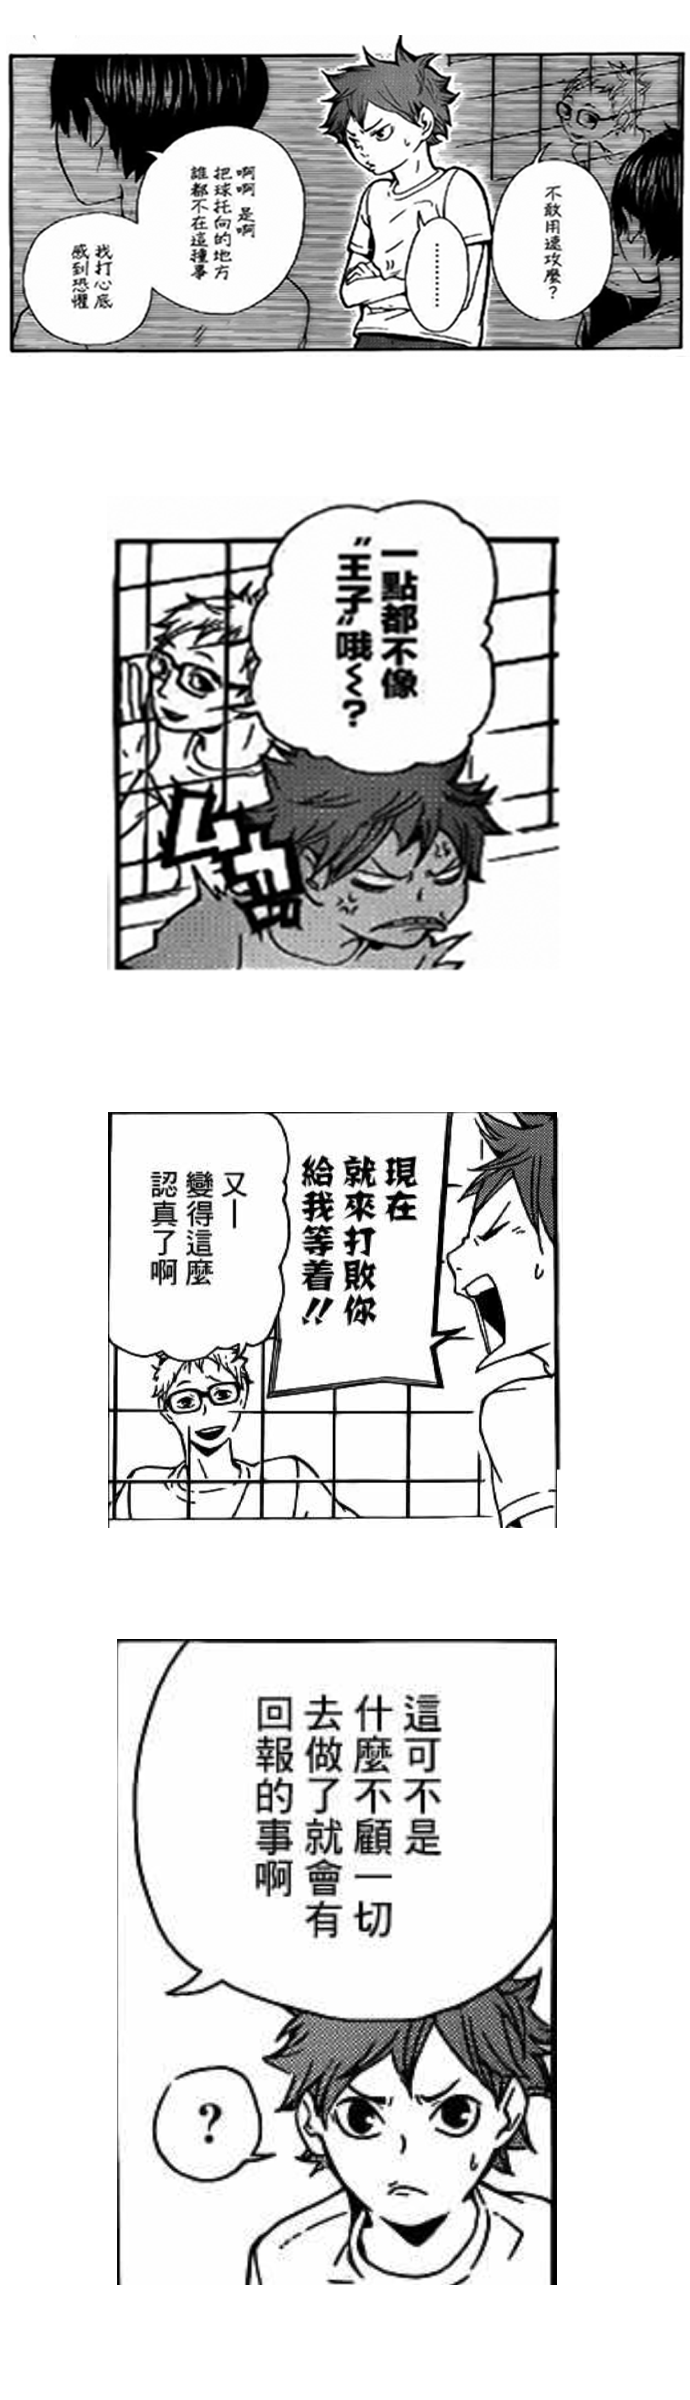 不敢用速攻麼?
………
啊啊 是啊
把球托向的地方
誰都不在這種事
我打心底
感到恐懼
一點都不像
"王子"哦~?
現在
就來打敗你
給我等着!!
又一
變得這麼
認真了啊
這可不是
什麼不顧一切
去做了就會有
回報的事啊
?